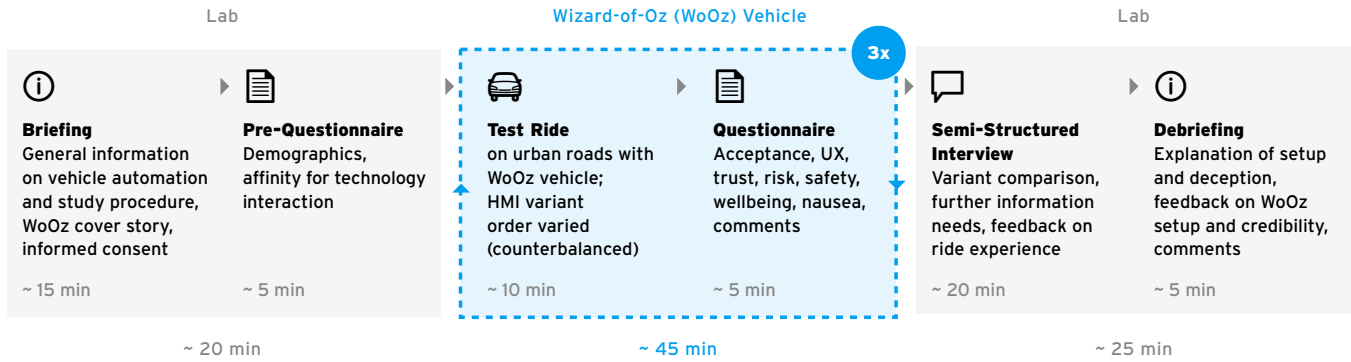 Lab
Wizard-of-Oz (WoOz) Vehicle
Lab
3x
Briefing
General information
on vehicle automation
and study procedure,
WoOz cover story,
informed consent
~ 15 min
Pre-Questionnaire
Demographics,
affinity for technology
interaction
~ 5 min
Test Ride
on urban roads with
WoOz vehicle;
HMI variant
order varied
(counterbalanced)
~ 10 min
Questionnaire
Acceptance, UX,
trust, risk, safety,
wellbeing, nausea,
comments
~ 5 min
Semi-Structured
Interview
Variant comparison,
further information
needs, feedback on
ride experience
~ 20 min
Debriefing
Explanation of setup
and deception,
feedback on WoOz
setup and credibility,
comments
~ 5 min
~ 20 min
~ 45 min
~ 25 min